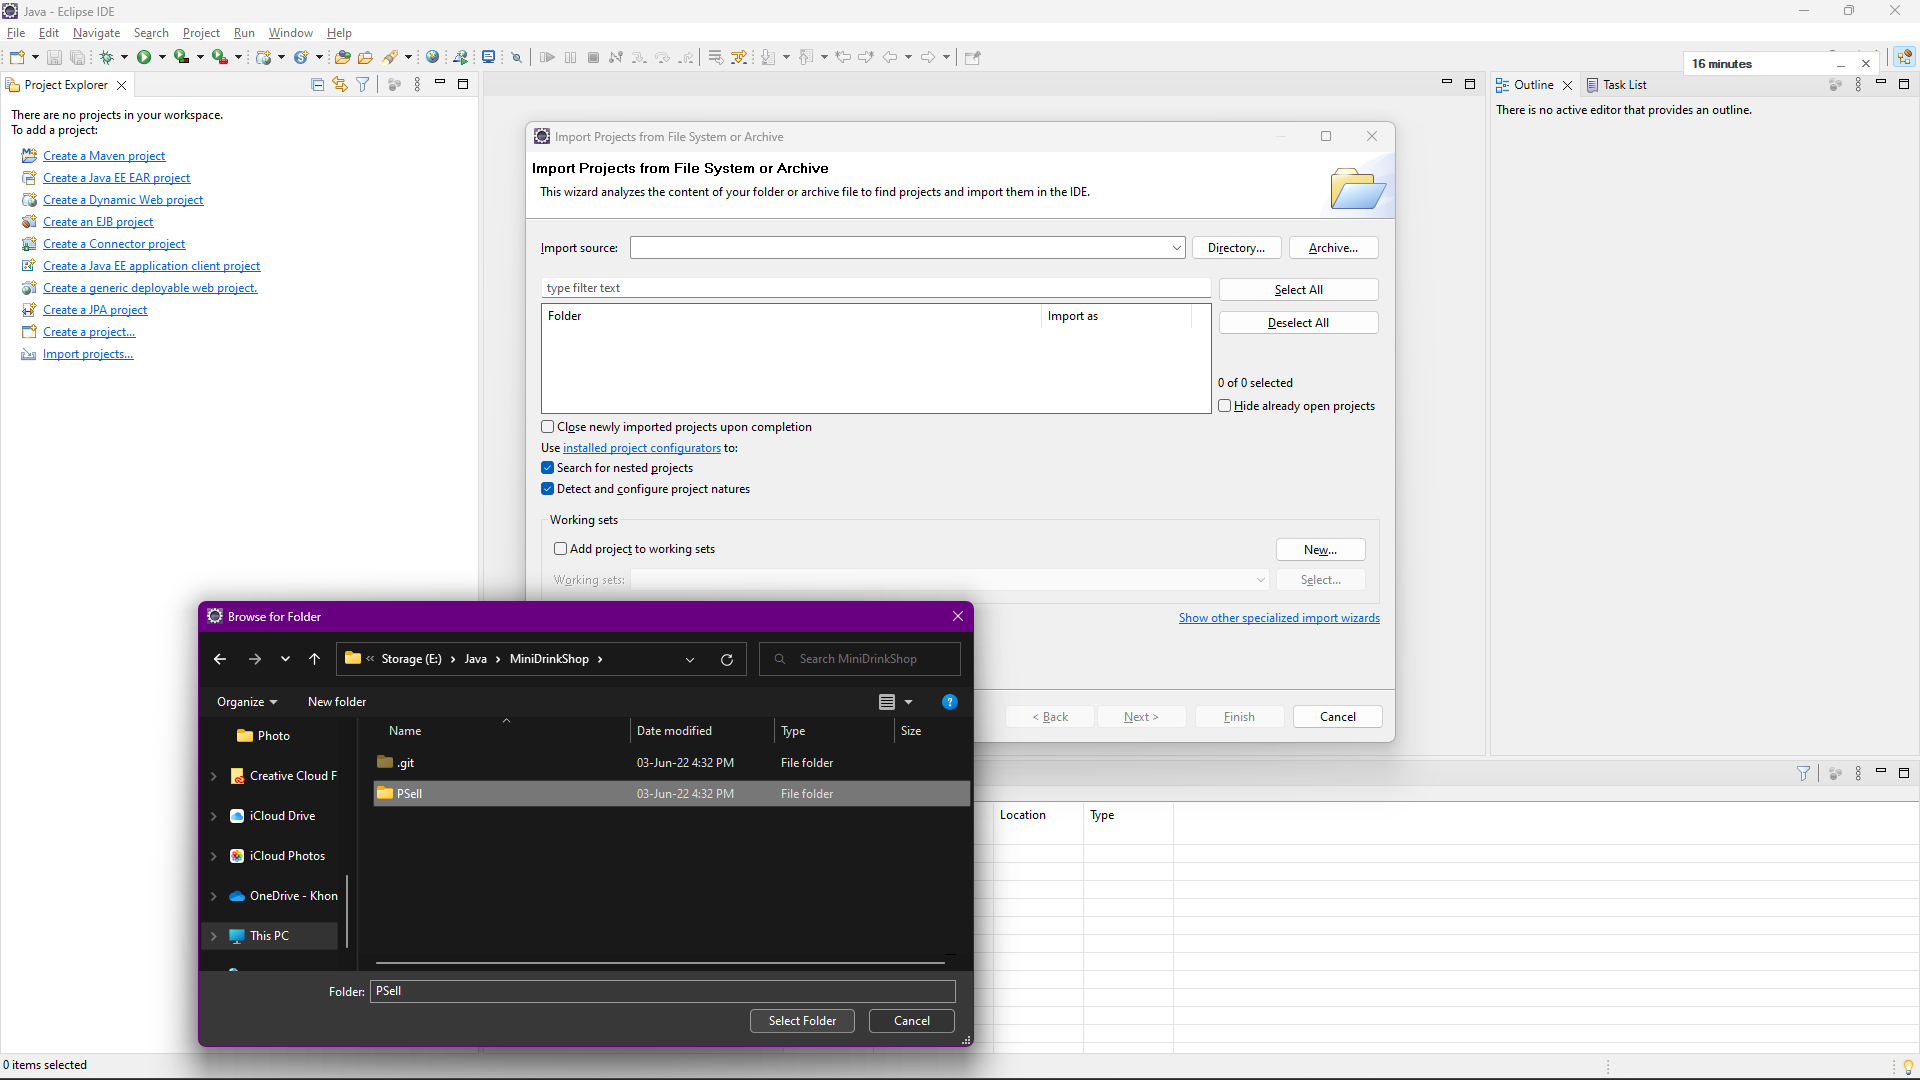 Java - Eclipse IDE
File Edit Navigate Search Project Run Window Help
16 minutes
Project Explorer
There are no projects in your workspace.
To add a project:
Create a Maven project
Create a Java EE EAR project
Create a Dynamic Web project
Create an EJB project
Create a Connector project
Create a Java EE application client project
Create a generic deployable web project.
Create a JPA project
Create a project...
Import projects...
Outline
Task List
There is no active editor that provides an outline.
Import Projects from File System or Archive
Import Projects from File System or Archive
This wizard analyzes the content of your folder or archive file to find projects and import them in the IDE.
Import source:
Directory...
Archive...
type filter text
Select All
Folder
Import as
Deselect All
0 of 0 selected
Hide already open projects
Close newly imported projects upon completion
Use installed project configurators to:
Search for nested projects
Detect and configure project natures
Working sets
Add project to working sets
New...
Working sets:
Select...
Show other specialized import wizards
< Back
Next >
Finish
Cancel
Browse for Folder
« Storage (E:) › Java › MiniDrinkShop ›
Search MiniDrinkShop
Organize
New folder
Name
Date modified
Type
Size
Photo
Creative Cloud F
iCloud Drive
iCloud Photos
OneDrive - Khon
This PC
.git 03-Jun-22 4:32 PM File folder
PSell 03-Jun-22 4:32 PM File folder
Folder: PSell
Select Folder
Cancel
Location
Type
0 items selected